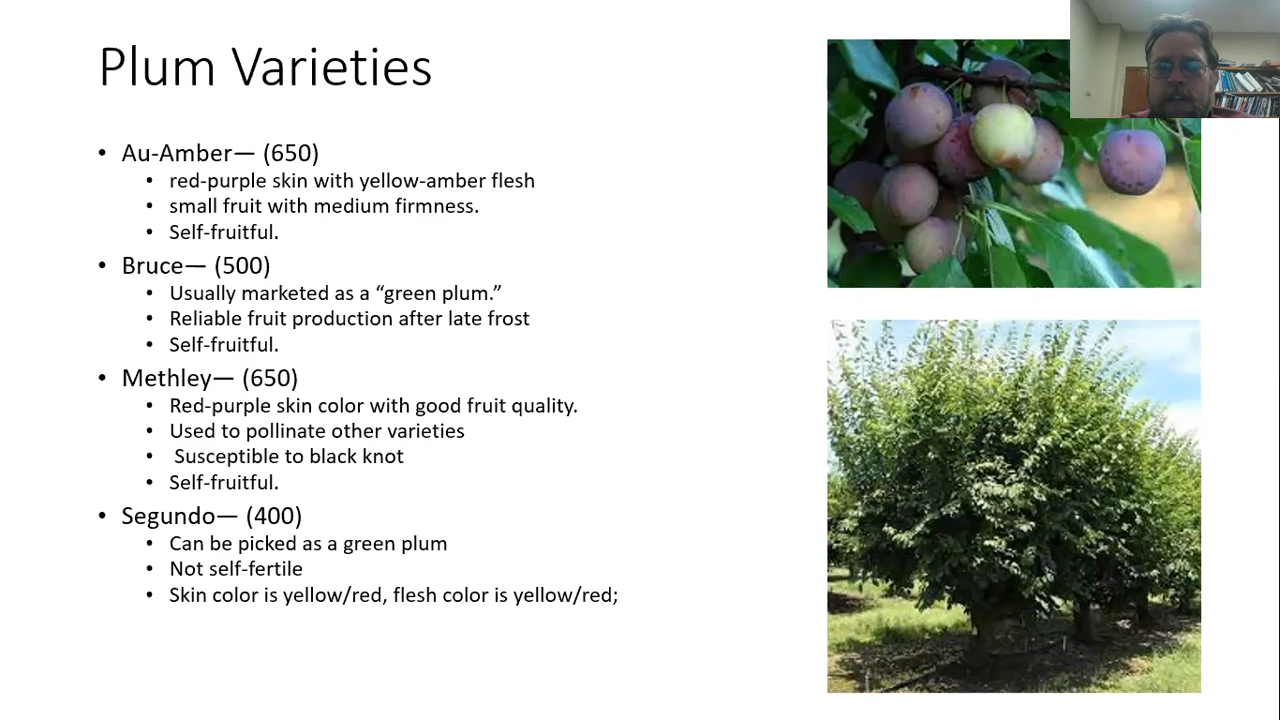 Plum Varieties
• Au-Amber— (650)
• red-purple skin with yellow-amber flesh
• small fruit with medium firmness.
• Self-fruitful.
• Bruce— (500)
• Usually marketed as a “green plum.”
• Reliable fruit production after late frost
• Self-fruitful.
• Methley— (650)
• Red-purple skin color with good fruit quality.
• Used to pollinate other varieties
• Susceptible to black knot
• Self-fruitful.
• Segundo— (400)
• Can be picked as a green plum
• Not self-fertile
• Skin color is yellow/red, flesh color is yellow/red;